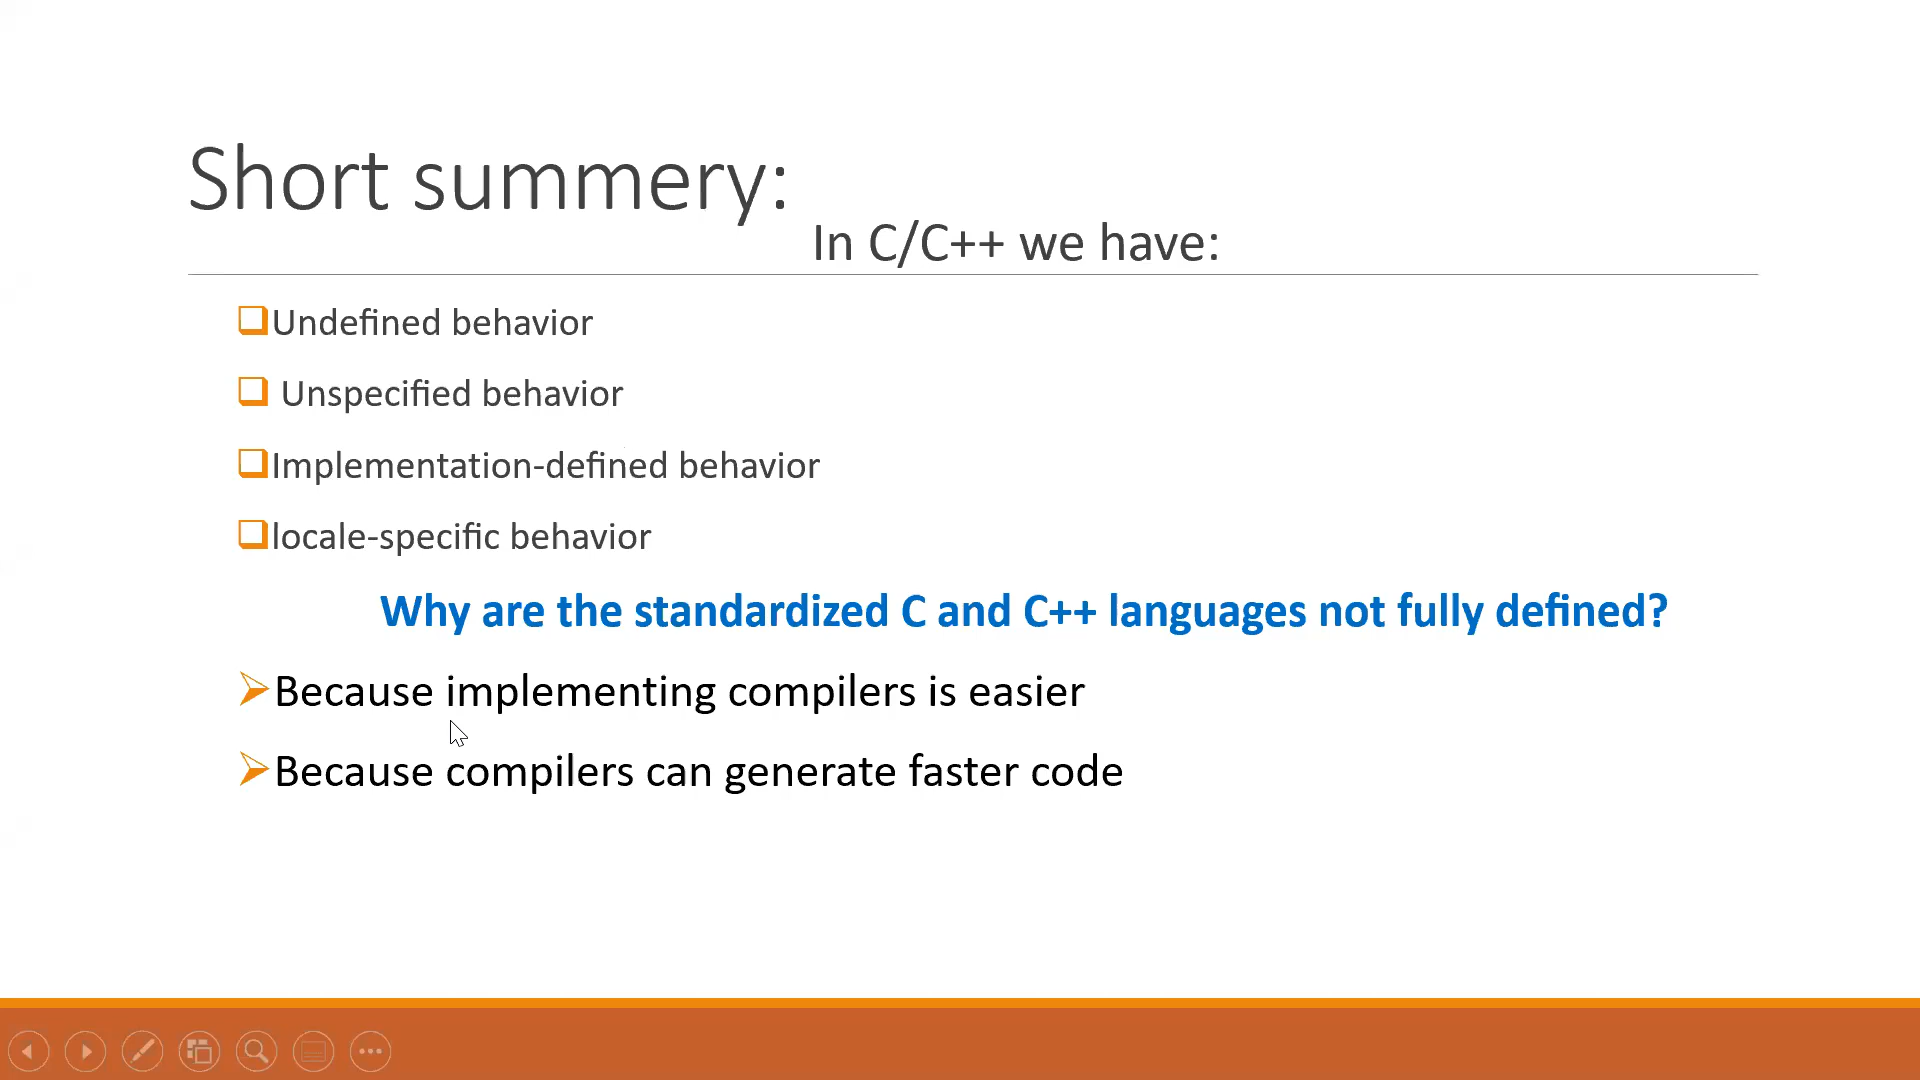 Short summery:
In C/C++ we have:
Undefined behavior
Unspecified behavior
Implementation-defined behavior
locale-specific behavior
Why are the standardized C and C++ languages not fully defined?
Because implementing compilers is easier
Because compilers can generate faster code